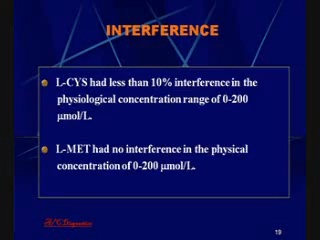 INTERFERENCE
L-CYS had less than 10% interference in the
physiological concentration range of 0-200
µmol/L.
L-MET had no interference in the physical
concentration of 0-200 µmol/L.
A/C Diagnostics
19